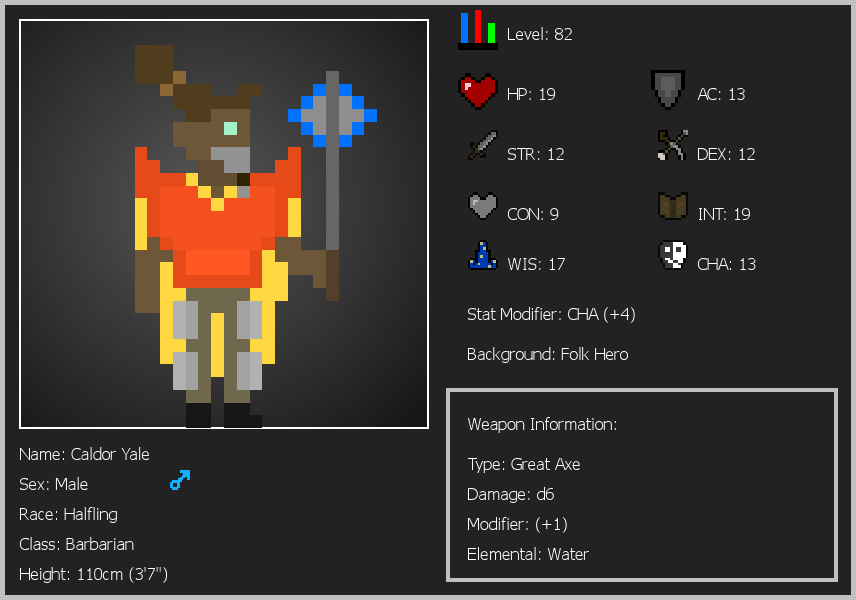 Level: 82
HP: 19
AC: 13
STR: 12
DEX: 12
CON: 9
INT: 19
WIS: 17
CHA: 13
Stat Modifier: CHA (+4)
Background: Folk Hero
Weapon Information:
Type: Great Axe
Damage: d6
Modifier: (+1)
Elemental: Water
Name: Caldor Yale
Sex: Male
Race: Halfling
Class: Barbarian
Height: 110cm (3'7")